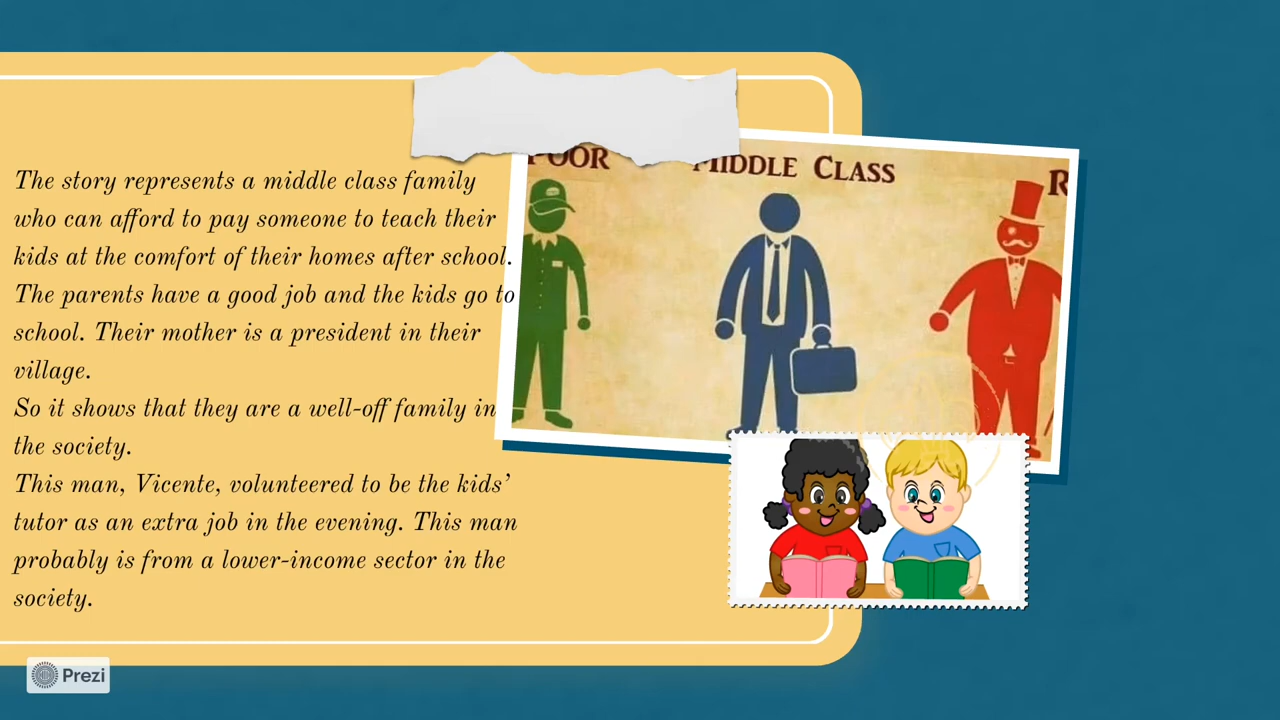 The story represents a middle class family
who can afford to pay someone to teach their
kids at the comfort of their homes after school.
The parents have a good job and the kids go to
school. Their mother is a president in their
village.
So it shows that they are a well-off family in
the society.
This man, Vicente, volunteered to be the kids’
tutor as an extra job in the evening. This man
probably is from a lower-income sector in the
society.
POOR
MIDDLE CLASS
R
Prezi